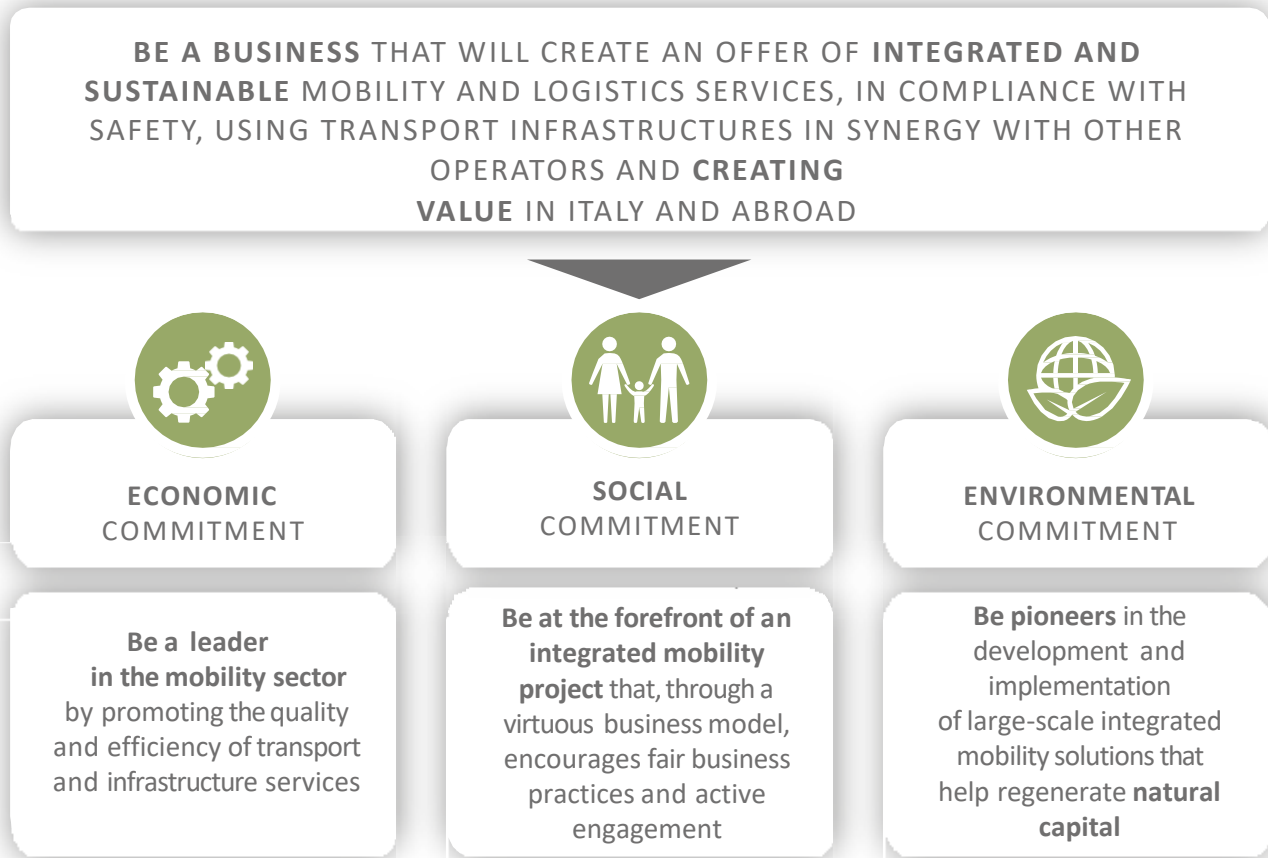 BE A BUSINESS THAT WILL CREATE AN OFFER OF INTEGRATED AND
SUSTAINABLE MOBILITY AND LOGISTICS SERVICES, IN COMPLIANCE WITH
SAFETY, USING TRANSPORT INFRASTRUCTURES IN SYNERGY WITH OTHER
OPERATORS AND CREATING
VALUE IN ITALY AND ABROAD
ECONOMIC
COMMITMENT
Be a leader
in the mobility sector
by promoting the quality
and efficiency of transport
and infrastructure services
SOCIAL
COMMITMENT
Be at the forefront of an
integrated mobility
project that, through a
virtuous business model,
encourages fair business
practices and active
engagement
ENVIRONMENTAL
COMMITMENT
Be pioneers in the
development and
implementation
of large-scale integrated
mobility solutions that
help regenerate natural
capital